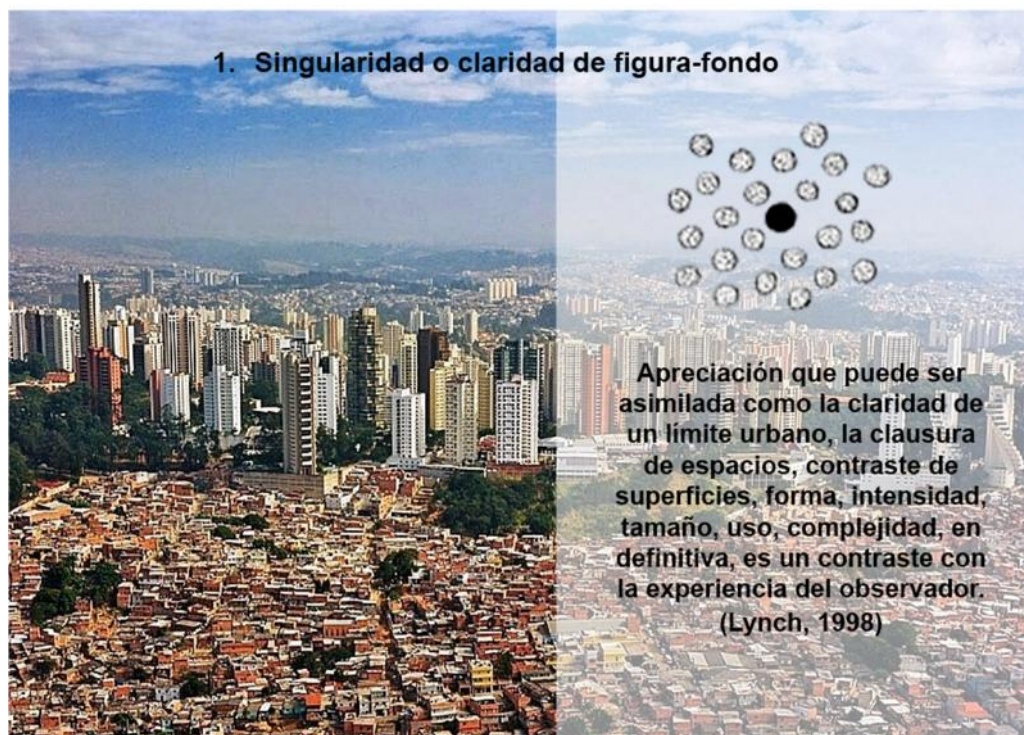 1. Singularidad o claridad de figura-fondo
Apreciación que puede ser
asimilada como la claridad de
un límite urbano, la clausura
de espacios, contraste de
superficies, forma, intensidad,
tamaño, uso, complejidad, en
definitiva, es un contraste con
la experiencia del observador.
(Lynch, 1998)